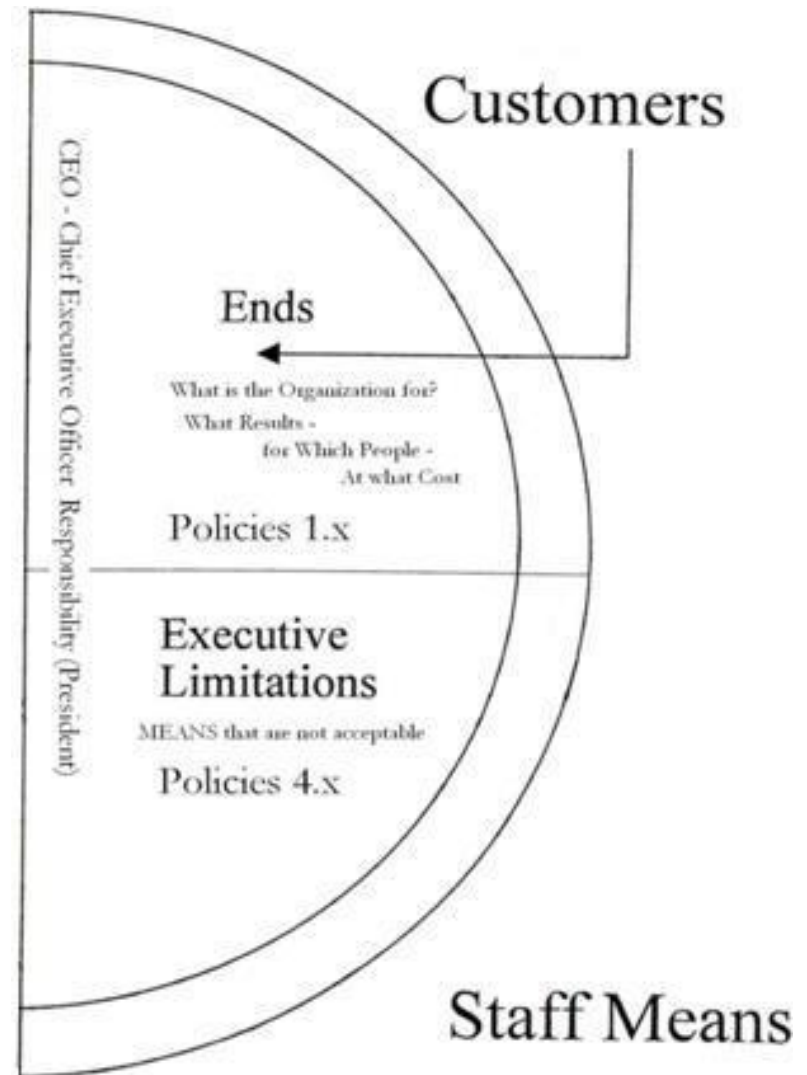 Customers
CEO - Chief Executive Officer Responsibility (President)
Ends
What is the Organization for?
What Results -
for Which People -
At what Cost
Policies 1.x
Executive
Limitations
MEANS that are not acceptable
Policies 4.x
Staff Means